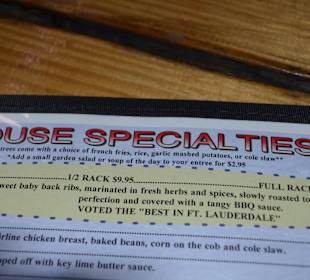 OUSE SPECIALTIES
trees come with a choice of french fries, rice, garlic mashed potatoes, or cole slaw**
*Add a small garden salad or soup of the day to your entree for $2.95
1/2 RACK $9.95 FULL RAC
weet baby back ribs, marinated in fresh herbs and spices, slowly roasted to
perfection and covered with a tangy BBQ sauce.
VOTED THE "BEST IN FT. LAUDERDALE"
irline chicken breast, baked beans, corn on the cob and cole slaw.
pped off with key lime butter sauce.